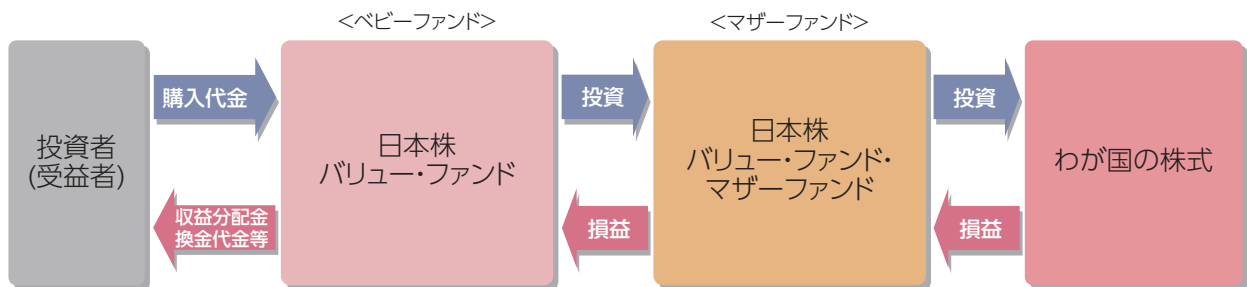 <ベビーファンド>
<マザーファンド>
投資者
(受益者)
購入代金
収益分配金
換金代金等
日本株
バリュー・ファンド
投資
損益
日本株
バリュー・ファンド・
マザーファンド
投資
損益
わが国の株式